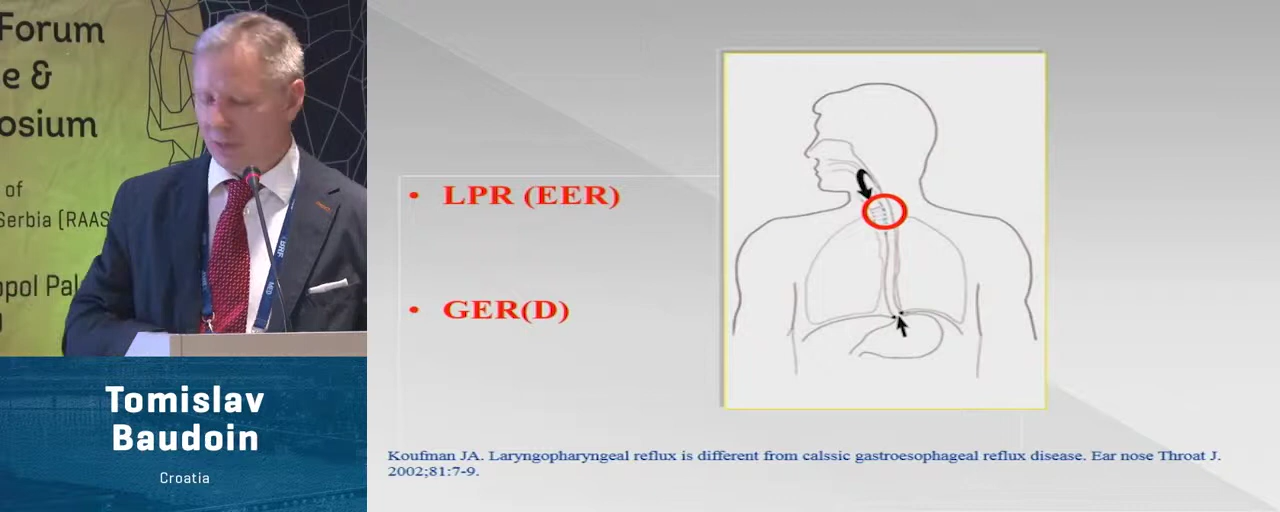 Forum
e &
osium
of
Serbia (RAAS
opol Pal
Tomislav
Baudoin
Croatia
• LPR (EER)
• GER(D)
Koufman JA. Laryngopharyngeal reflux is different from calssic gastroesophageal reflux disease. Ear nose Throat J.
2002;81:7-9.